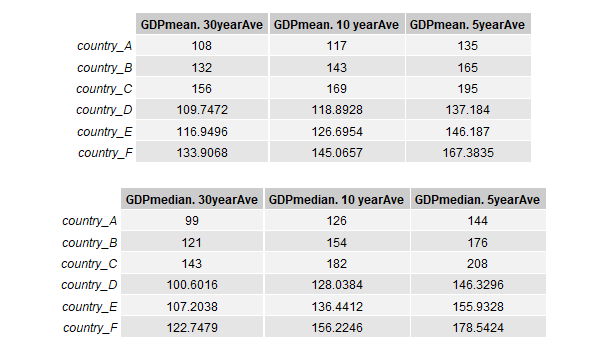 GDPmean. 30yearAve GDPmean. 10 yearAve GDPmean. 5yearAve
country_A 108 117 135
country_B 132 143 165
country_C 156 169 195
country_D 109.7472 118.8928 137.184
country_E 116.9496 126.6954 146.187
country_F 133.9068 145.0657 167.3835
GDPmedian. 30yearAve GDPmedian. 10 yearAve GDPmedian. 5yearAve
country_A 99 126 144
country_B 121 154 176
country_C 143 182 208
country_D 100.6016 128.0384 146.3296
country_E 107.2038 136.4412 155.9328
country_F 122.7479 156.2246 178.5424